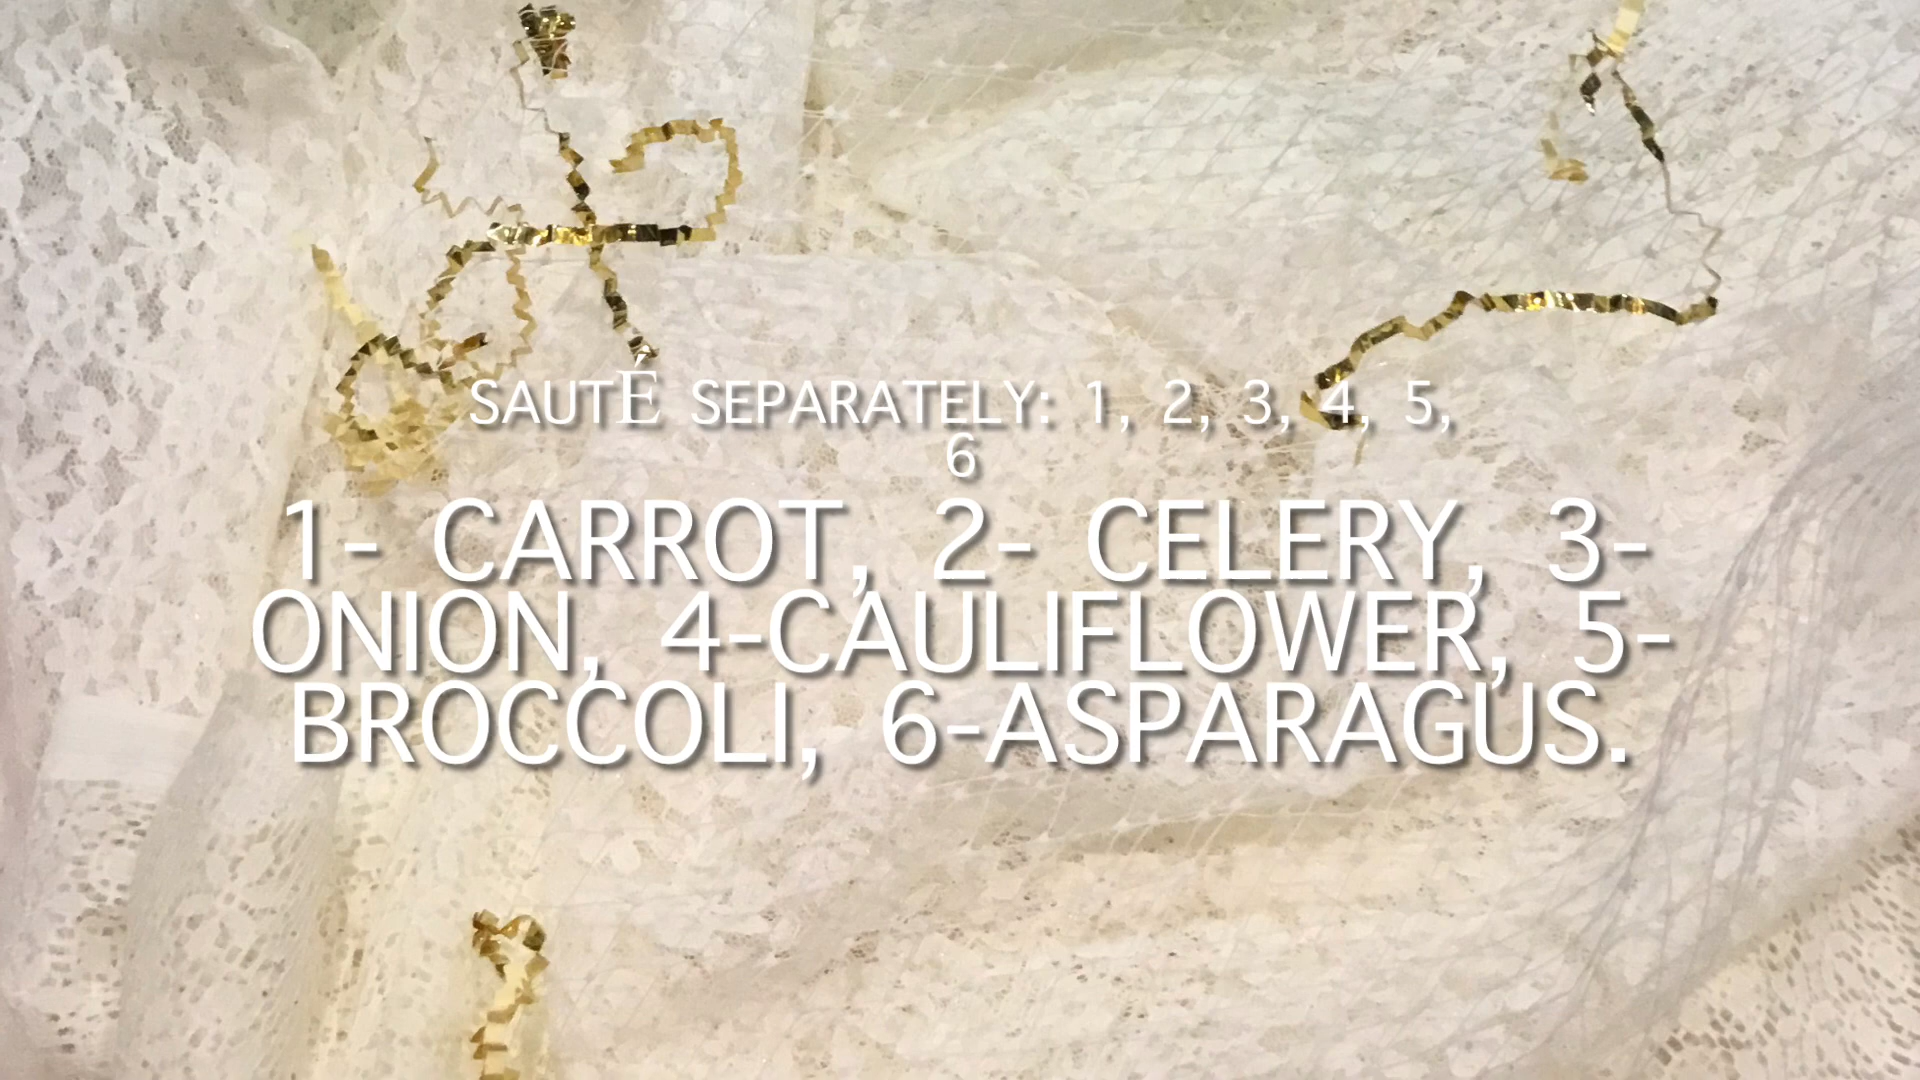 SAUTÉ SEPARATELY: 1, 2, 3, 4, 5,
6
1- CARROT, 2- CELERY, 3-
ONION, 4-CAULIFLOWER, 5-
BROCCOLI, 6-ASPARAGUS.